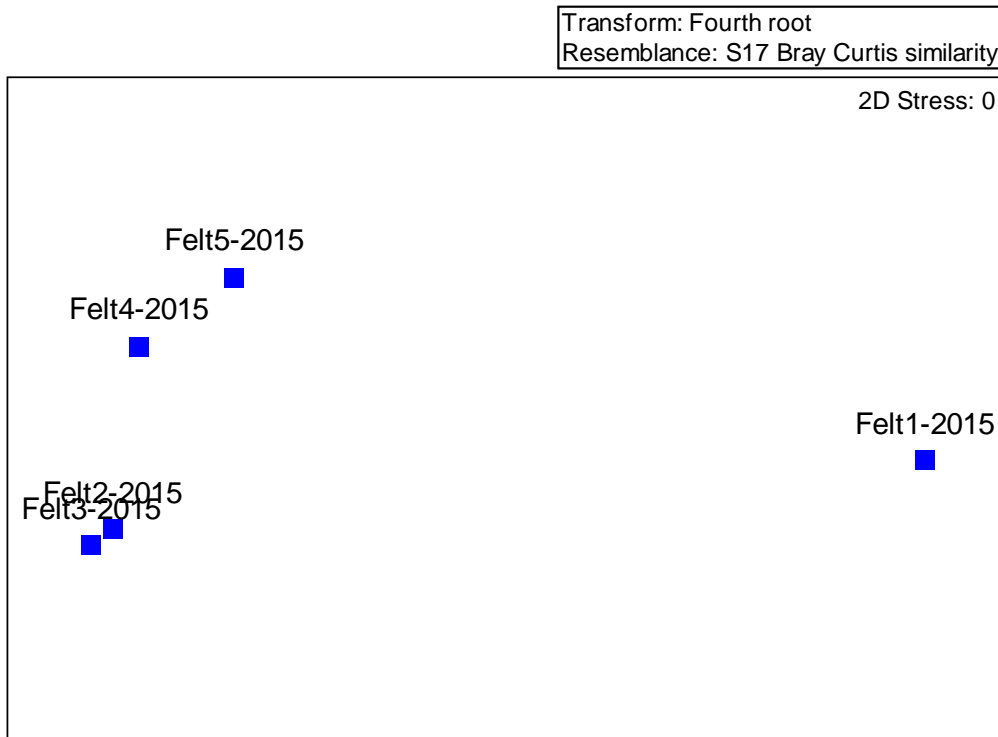 Transform: Fourth root
Resemblance: S17 Bray Curtis similarity
2D Stress: 0
Felt5-2015
Felt4-2015
Felt1-2015
Felt2-2015
Felt3-2015